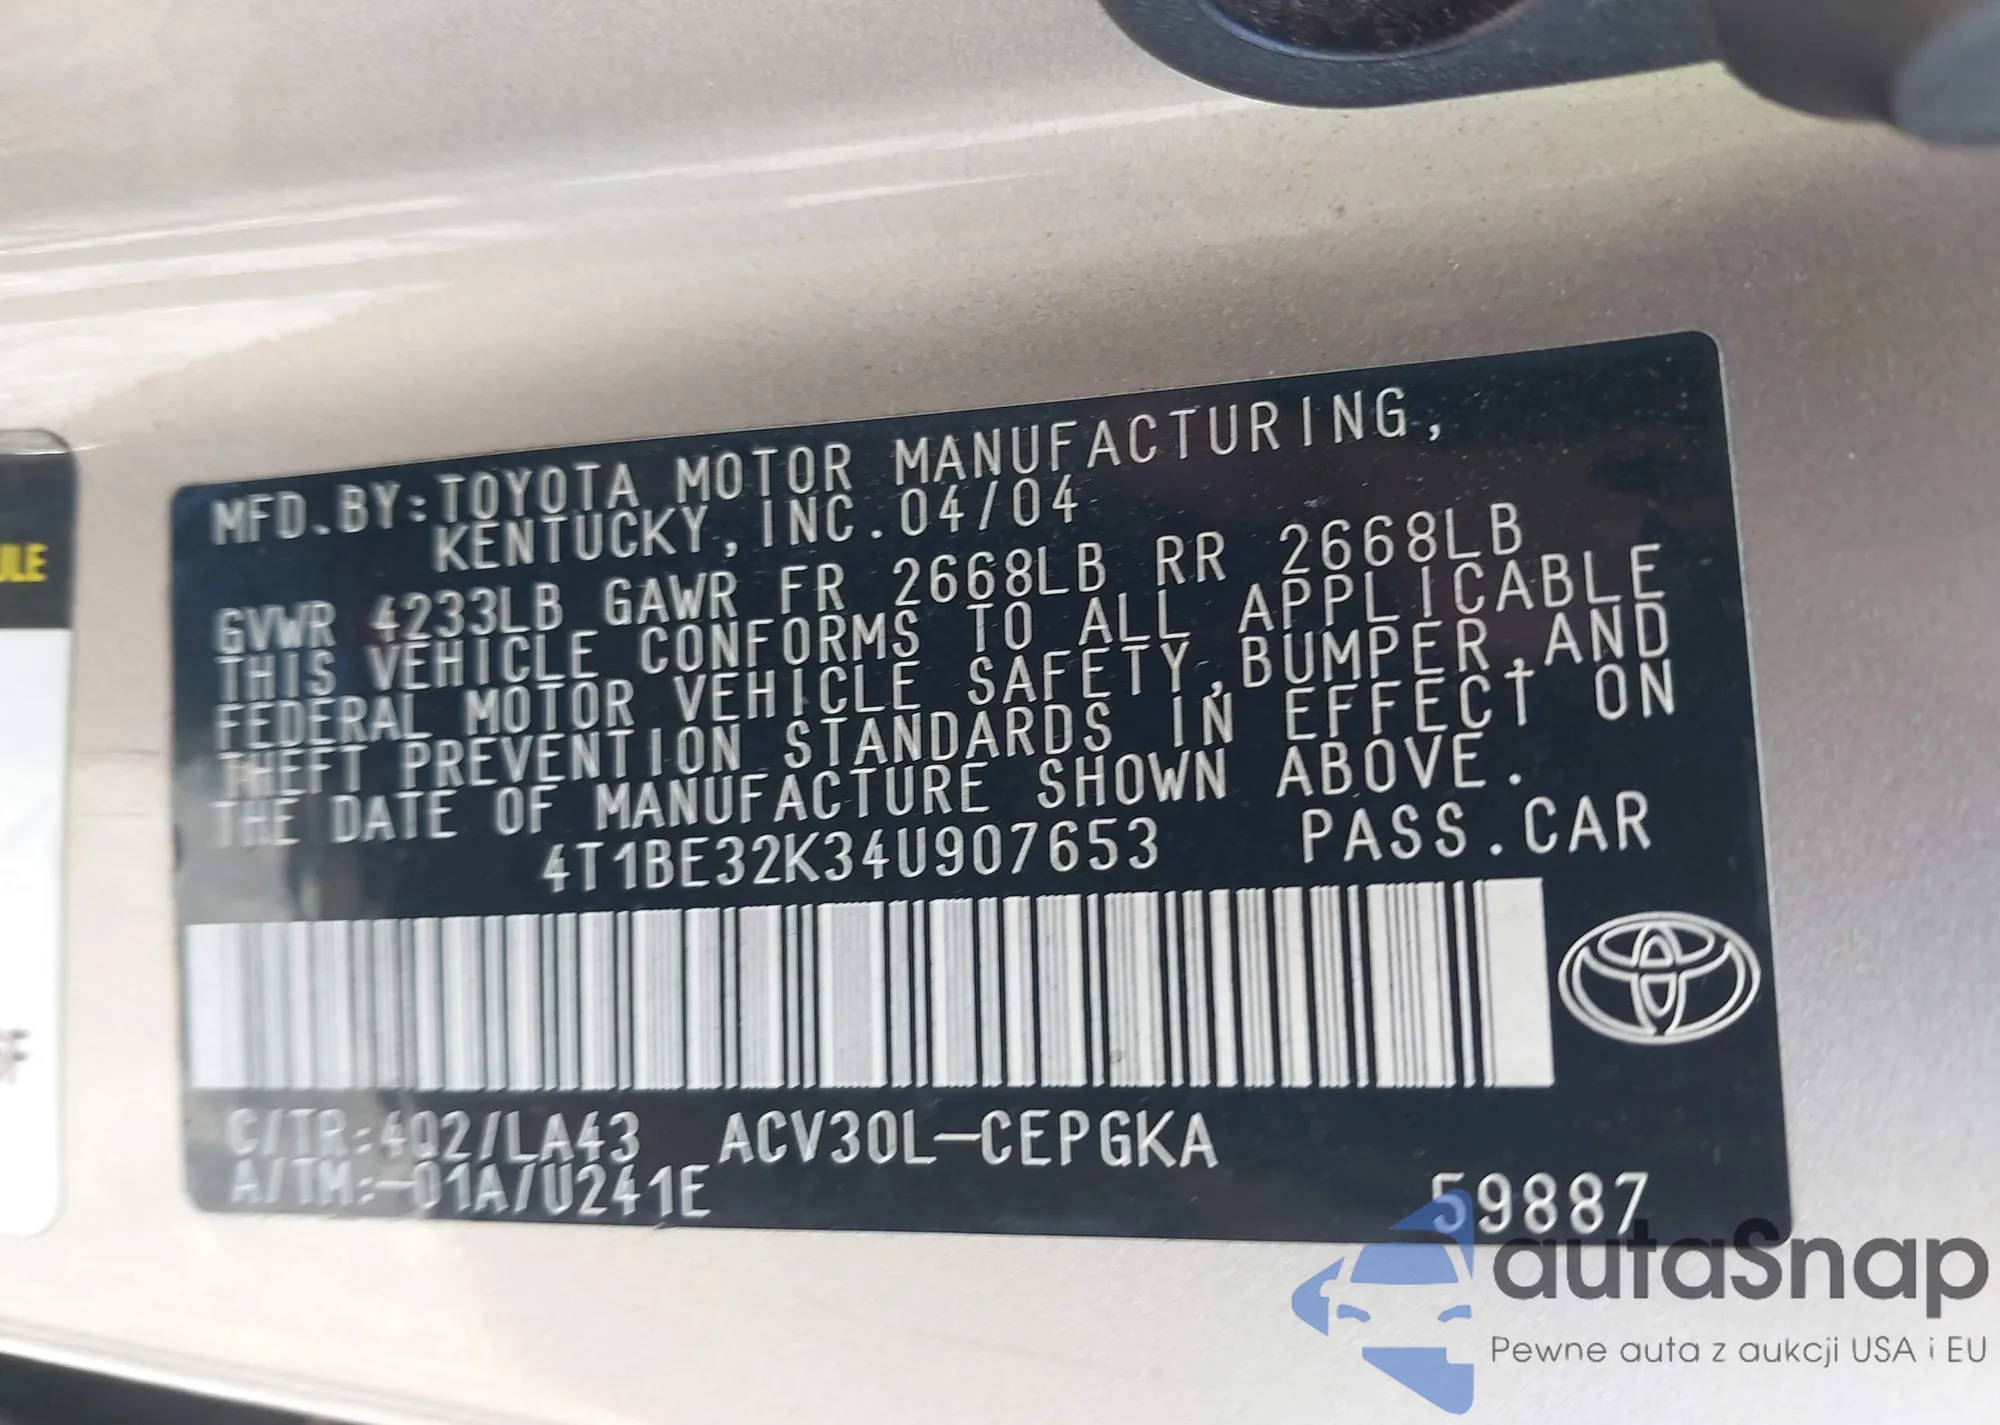 MFD.BY:TOYOTA MOTOR MANUFACTURING,
KENTUCKY,INC.04/04
GVWR 4233LB GAWR FR 2668LB RR 2668LB
THIS VEHICLE CONFORMS TO ALL APPLICABLE
FEDERAL MOTOR VEHICLE SAFETY,BUMPER,AND
THEFT PREVENTION STANDARDS IN EFFECT ON
THE DATE OF MANUFACTURE SHOWN ABOVE.
4T1BE32K34U907653 PASS.CAR
C/TR:4Q2/LA43 ACV30L-CEPGKA
A/TM:-01A/U241E
59887
autaSnap
Pewne auta z aukcji USA i EU